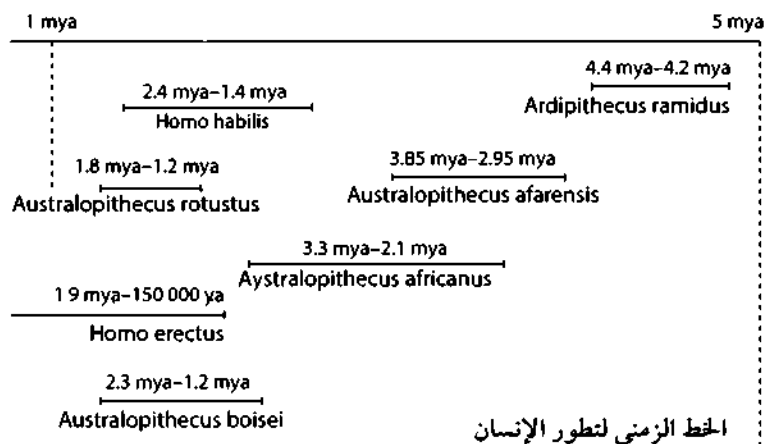 1 mya 5 mya
4.4 mya–4.2 mya
Ardipithecus ramidus
2.4 mya–1.4 mya
Homo habilis
3.85 mya–2.95 mya
Australopithecus afarensis
1.8 mya–1.2 mya
Australopithecus rotustus
3.3 mya–2.1 mya
Aystralopithecus africanus
1 9 mya–150 000 ya
Homo erectus
2.3 mya–1.2 mya
Australopithecus boisei
الخط الزمني لتطور الإنسان